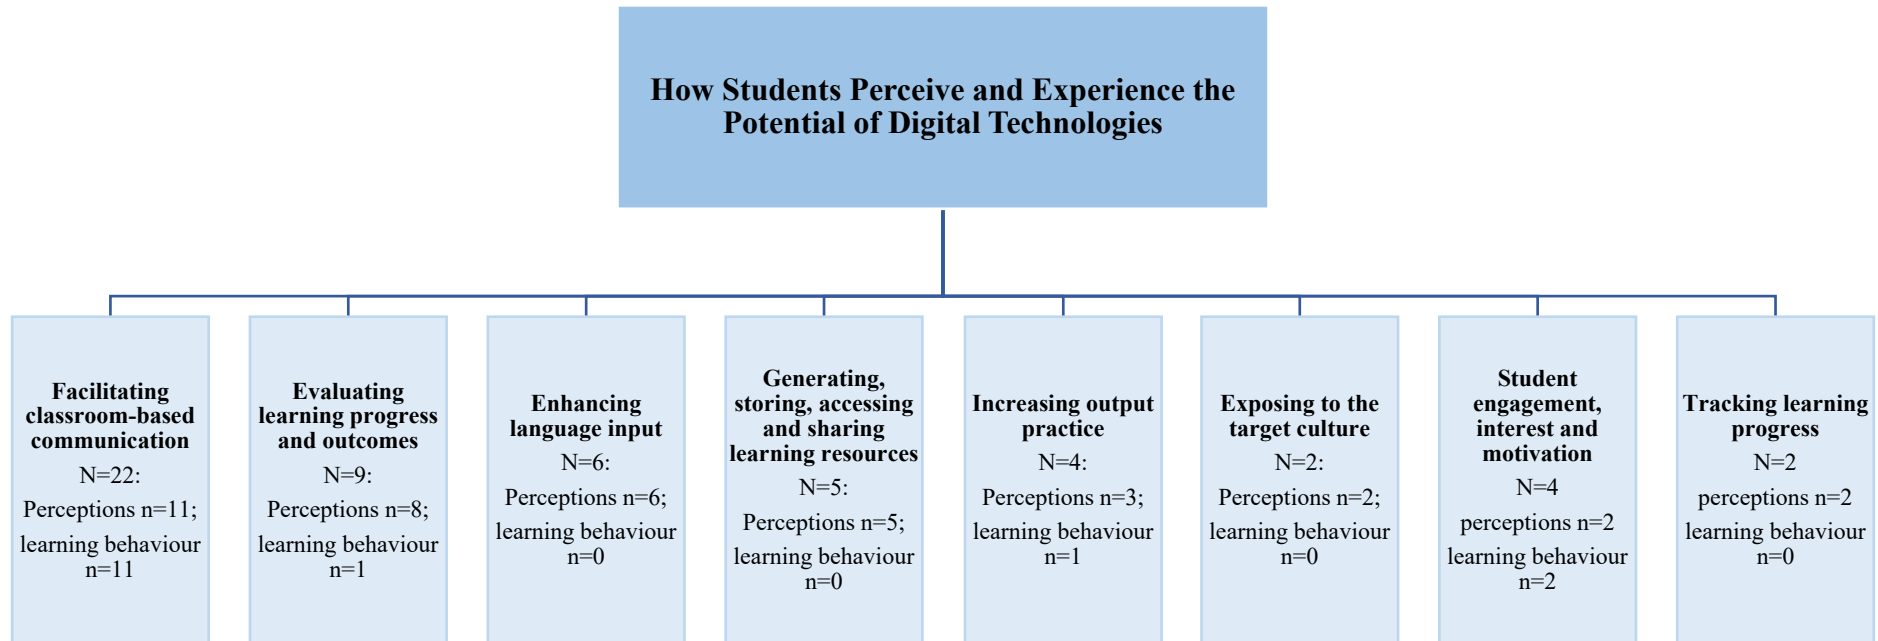 How Students Perceive and Experience the
Potential of Digital Technologies
Facilitating
classroom-based
communication
N=22:
Perceptions n=11;
learning behaviour
n=11
Evaluating
learning progress
and outcomes
N=9:
Perceptions n=8;
learning behaviour
n=1
Enhancing
language input
N=6:
Perceptions n=6;
learning behaviour
n=0
Generating,
storing, accessing
and sharing
learning resources
N=5:
Perceptions n=5;
learning behaviour
n=0
Increasing output
practice
N=4:
Perceptions n=3;
learning behaviour
n=1
Exposing to the
target culture
N=2:
Perceptions n=2;
learning behaviour
n=0
Student
engagement,
interest and
motivation
N=4
perceptions n=2
learning behaviour
n=2
Tracking learning
progress
N=2
perceptions n=2
learning behaviour
n=0